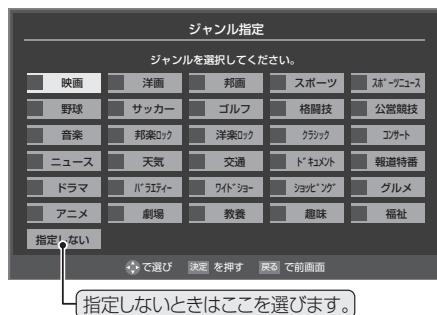 ジャンル指定
ジャンルを選択してください。
映画 洋画 邦画 スポーツ スポーツニュース
野球 サッカー ゴルフ 格闘技 公営競技
音楽 邦楽ロック 洋楽ロック クラシック コンサート
ニュース 天気 交通 ドキュメント 報道特番
ドラマ バラエティー ワイドショー ショッピング グルメ
アニメ 劇場 教養 趣味 福祉
指定しない
で選び 決定 を押す 戻る で前画面
指定しないときはここを選びます。